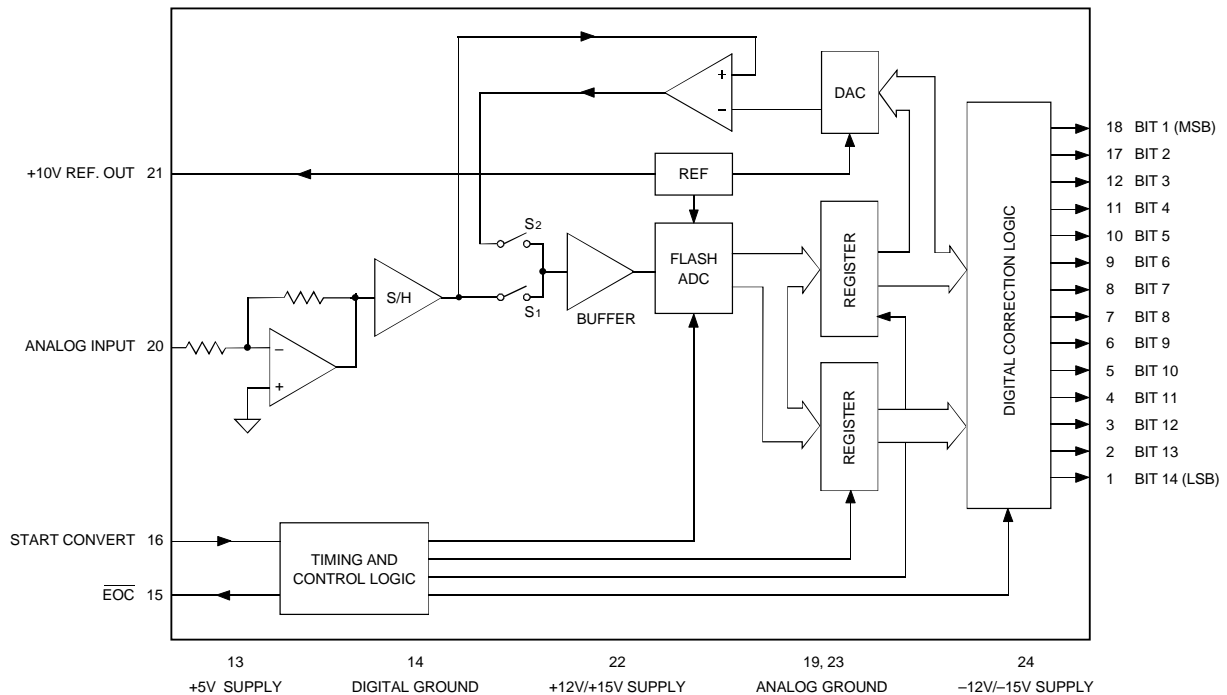 +
−
DAC
18 BIT 1 (MSB)
+10V REF. OUT 21
REF
17 BIT 2
12 BIT 3
11 BIT 4
10 BIT 5
9 BIT 6
8 BIT 7
7 BIT 8
6 BIT 9
5 BIT 10
4 BIT 11
3 BIT 12
2 BIT 13
1 BIT 14 (LSB)
S2
S1
S/H
BUFFER
FLASH
ADC
REGISTER
REGISTER
DIGITAL CORRECTION LOGIC
ANALOG INPUT 20
−
+
START CONVERT 16
EOC 15
TIMING AND
CONTROL LOGIC
13
+5V SUPPLY
14
DIGITAL GROUND
22
+12V/+15V SUPPLY
19, 23
ANALOG GROUND
24
–12V/–15V SUPPLY